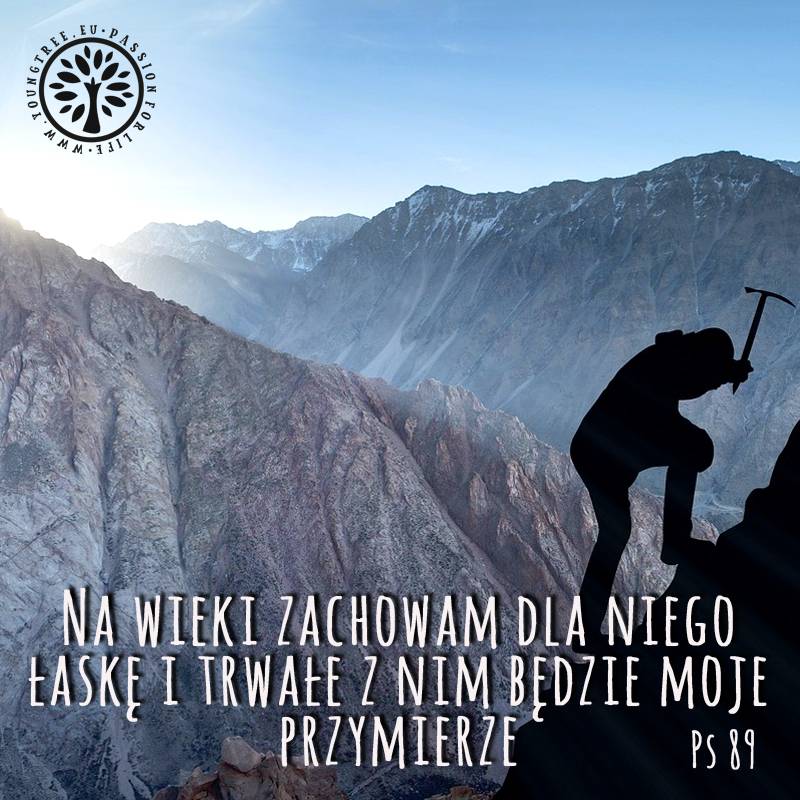 WWW.YOUNGTREE.EU • PASSION FOR LIFE •
NA WIEKI ZACHOWAM DLA NIEGO
ŁASKĘ I TRWAŁE Z NIM BĘDZIE MOJE
PRZYMIERZE
Ps 89